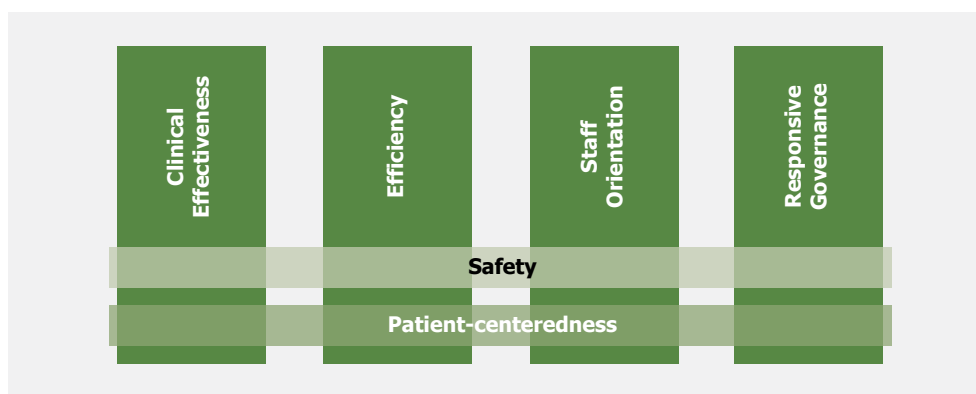 Clinical
Effectiveness
Efficiency
Staff
Orientation
Responsive
Governance
Safety
Patient-centeredness